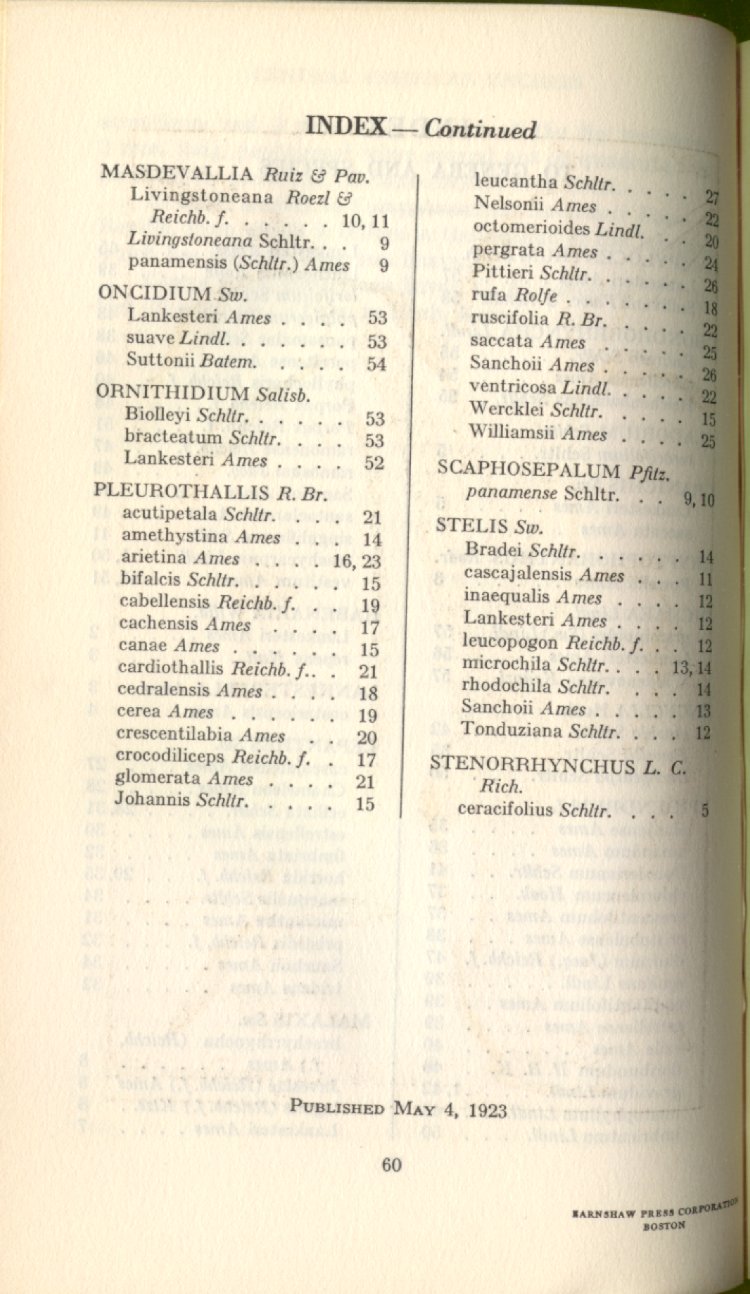 INDEX — Continued
MASDEVALLIA Ruiz & Pav.
Livingstoneana Roezl &
Reichb. f. . . . . . . 10, 11
Livingstoneana Schltr. . . 9
panamensis (Schltr.) Ames 9
ONCIDIUM Sw.
Lankesteri Ames . . . . 53
suave Lindl. . . . . . . 53
Suttonii Batem. . . . . 54
ORNITHIDIUM Salisb.
Biolleyi Schltr. . . . . . 53
bracteatum Schltr. . . . 53
Lankesteri Ames . . . . 52
PLEUROTHALLIS R. Br.
acutipetala Schltr. . . . 21
amethystina Ames . . . 14
arietina Ames . . . . 16, 23
bifalcis Schltr. . . . . . 15
cabellensis Reichb. f. . . 19
cachensis Ames . . . . 17
canae Ames . . . . . . 15
cardiothallis Reichb. f. . . 21
cedralensis Ames . . . . 18
cerea Ames . . . . . . 19
crescentilabia Ames . . 20
crocodiliceps Reichb. f. . 17
glomerata Ames . . . . 21
Johannis Schltr. . . . . 15
leucantha Schltr. . . . . 27
Nelsonii Ames . . . . . 22
octomerioides Lindl. . . 20
pergrata Ames . . . . . 24
Pittieri Schltr. . . . . . 26
rufa Rolfe . . . . . . 18
ruscifolia R. Br. . . . . 22
saccata Ames . . . . . 25
Sanchoii Ames . . . . . 26
ventricosa Lindl. . . . . 22
Wercklei Schltr. . . . . 15
Williamsii Ames . . . . 25
SCAPHOSEPALUM Pfitz.
panamense Schltr. . . 9, 10
STELIS Sw.
Bradei Schltr. . . . . . 14
cascajalensis Ames . . . 11
inaequalis Ames . . . . 12
Lankesteri Ames . . . . 12
leucopogon Reichb. f. . . 12
microchila Schltr. . . . 13, 14
rhodochila Schltr. . . . 14
Sanchoii Ames . . . . . 13
Tonduziana Schltr. . . . 12
STENORRHYNCHUS L. C.
Rich.
ceracifolius Schltr. . . . 5
PUBLISHED MAY 4, 1923
60
EARNSHAW PRESS CORPORATION
BOSTON